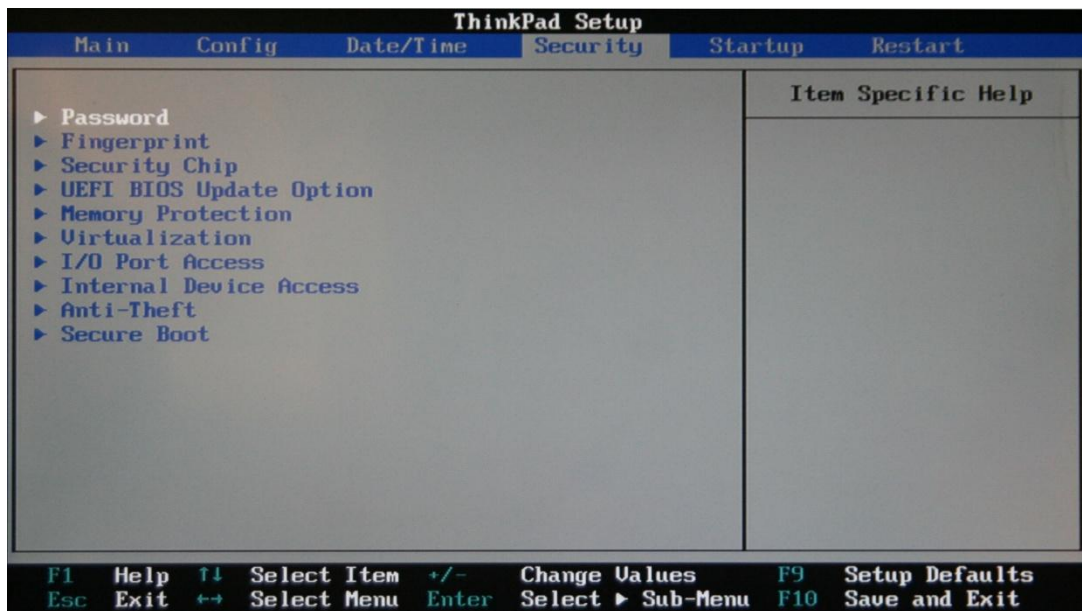 ThinkPad Setup
Main Config Date/Time Security Startup Restart
Item Specific Help
▶ Password
▶ Fingerprint
▶ Security Chip
▶ UEFI BIOS Update Option
▶ Memory Protection
▶ Virtualization
▶ I/O Port Access
▶ Internal Device Access
▶ Anti-Theft
▶ Secure Boot
F1 Help ↑↓ Select Item +/- Change Values F9 Setup Defaults
Esc Exit ←→ Select Menu Enter Select ▶ Sub-Menu F10 Save and Exit